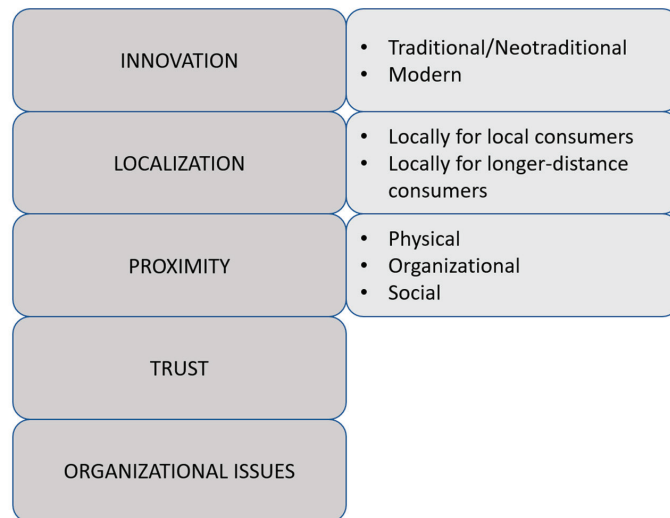 INNOVATION
• Traditional/Neotraditional
• Modern
LOCALIZATION
• Locally for local consumers
• Locally for longer-distance
consumers
PROXIMITY
• Physical
• Organizational
• Social
TRUST
ORGANIZATIONAL ISSUES